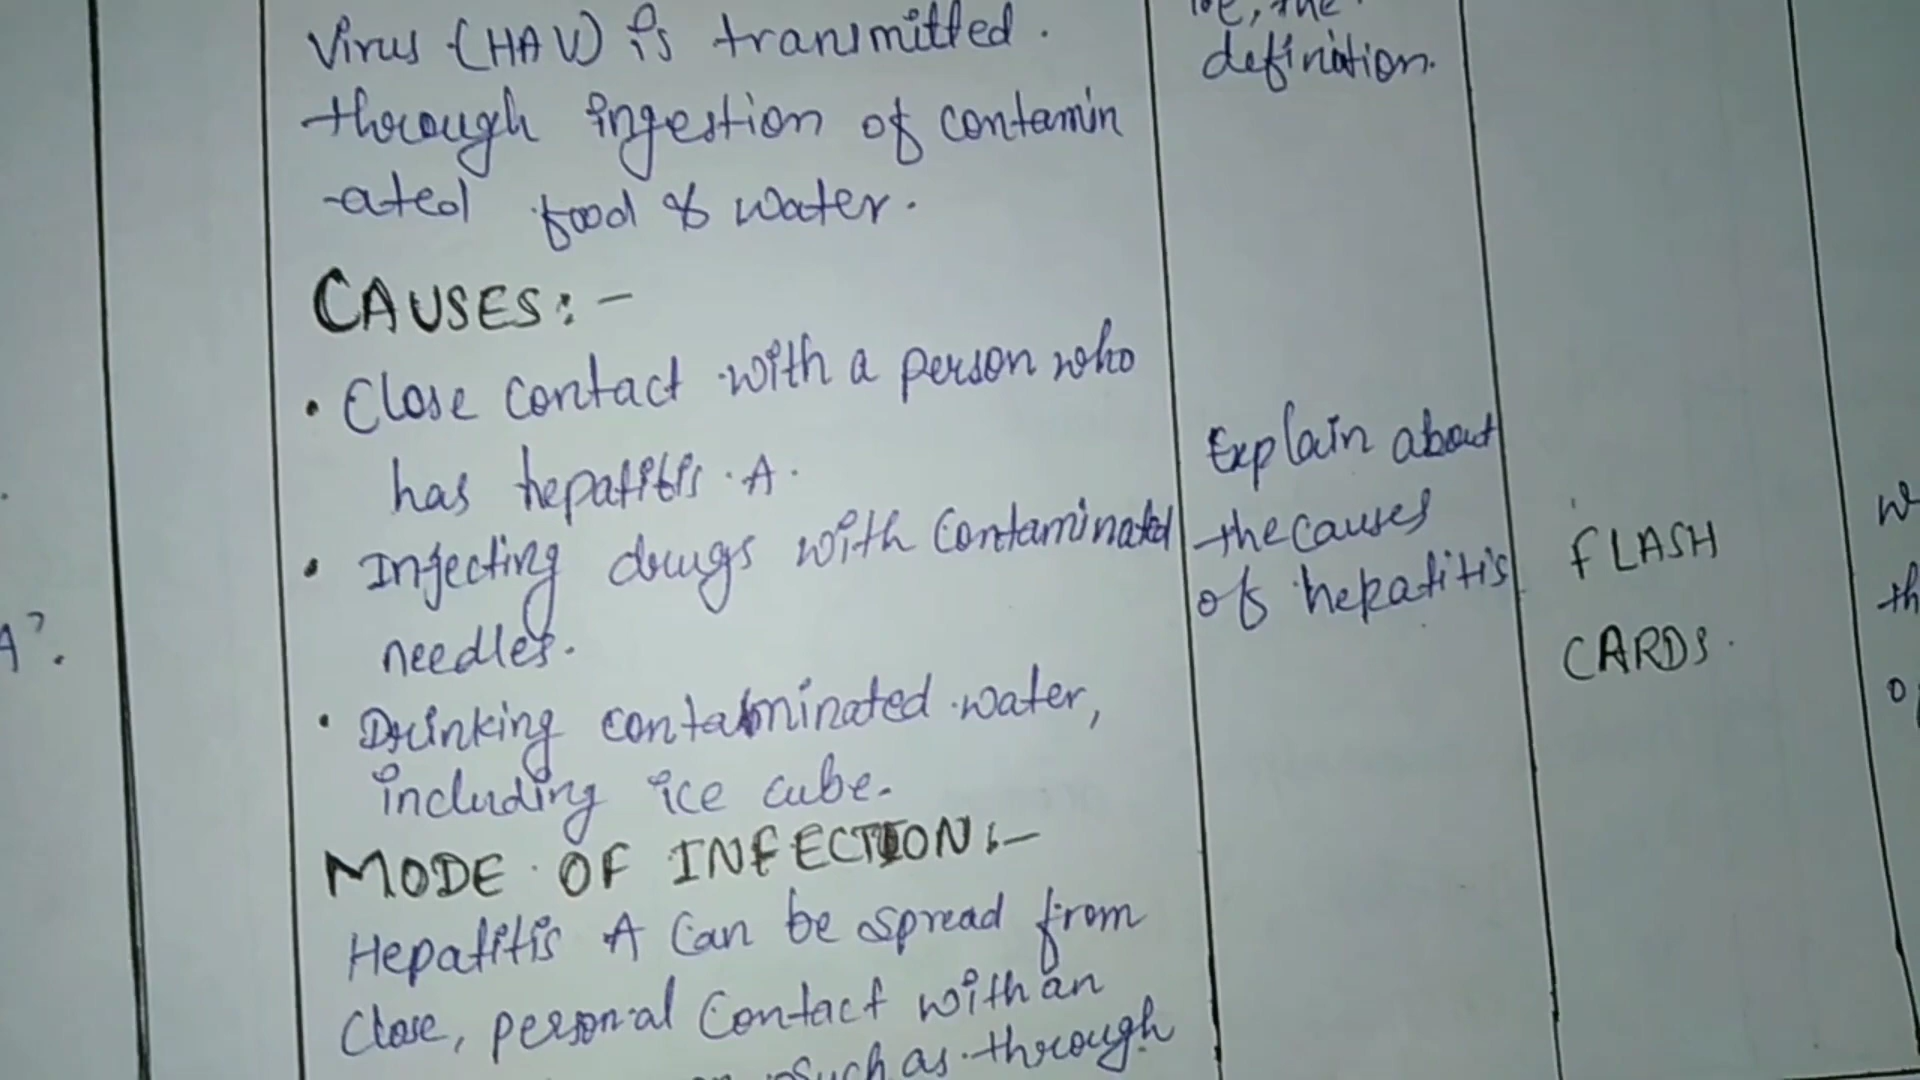 Virus (HAV) is transmitted.
through ingestion of contamin
-ated food & water.
CAUSES:-
• Close contact with a person who
has hepatitis A.
• Injecting drugs with contaminated
needles.
• Drinking contaminated water,
including ice cube.
MODE OF INFECTION:-
Hepatitis A can be spread from
close, personal contact with an
such as through
the
definition.
Explain about
the causes
of hepatitis
FLASH
CARDS.
A?